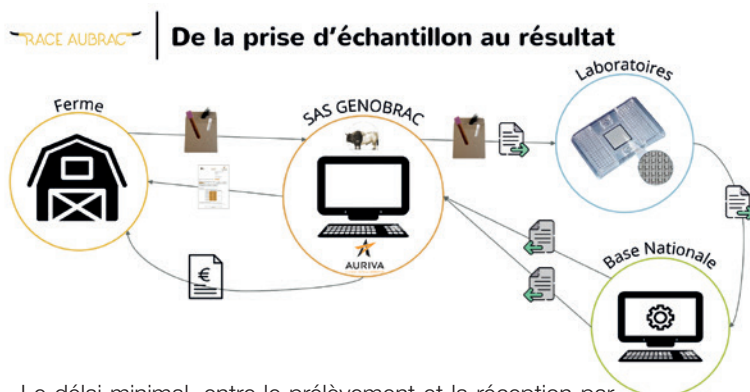 RACE AUBRAC
De la prise d'échantillon au résultat
Ferme
SAS GENOBRAC
Laboratoires
AURIVA
€
Base Nationale
Le délai minimal, entre le prélèvement et la réception par